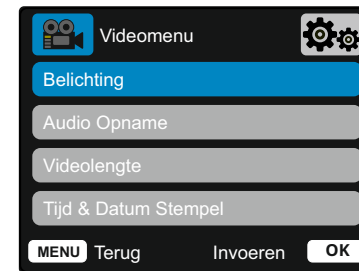 Videomenu
Belichting
Audio Opname
Videolengte
Tijd & Datum Stempel
MENU Terug Invoeren OK